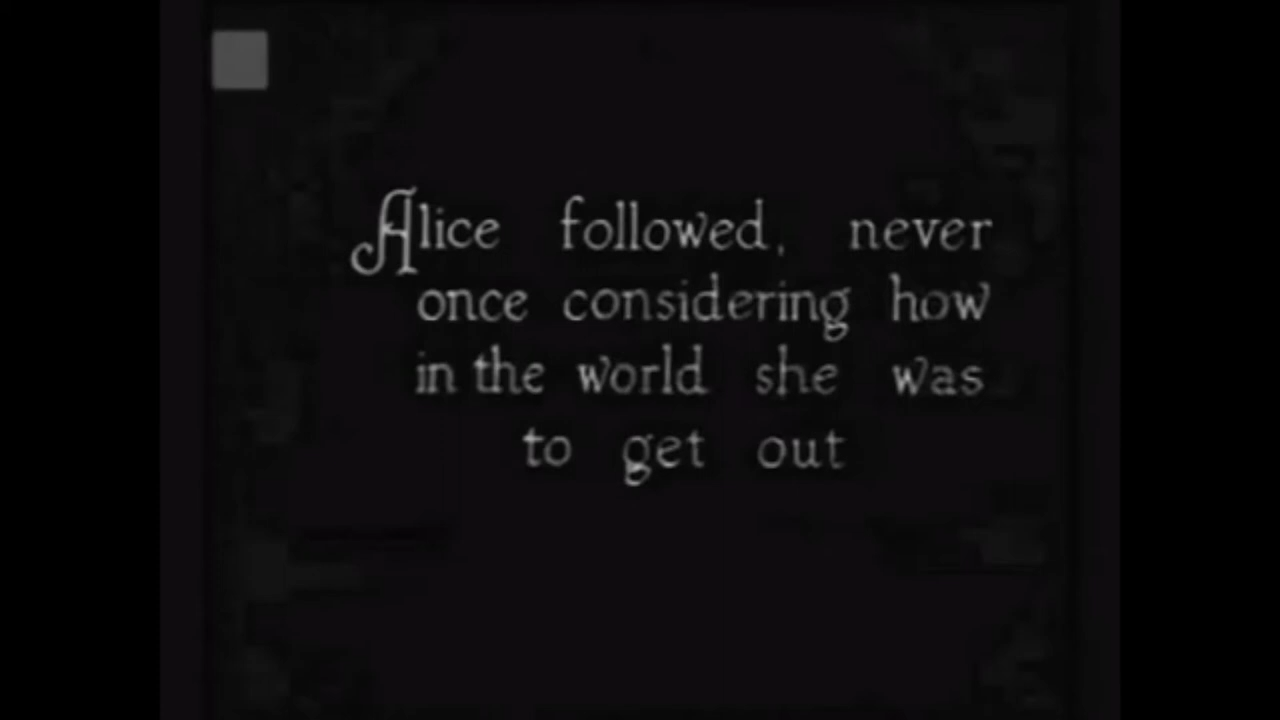 Alice followed, never
once considering how
in the world she was
to get out